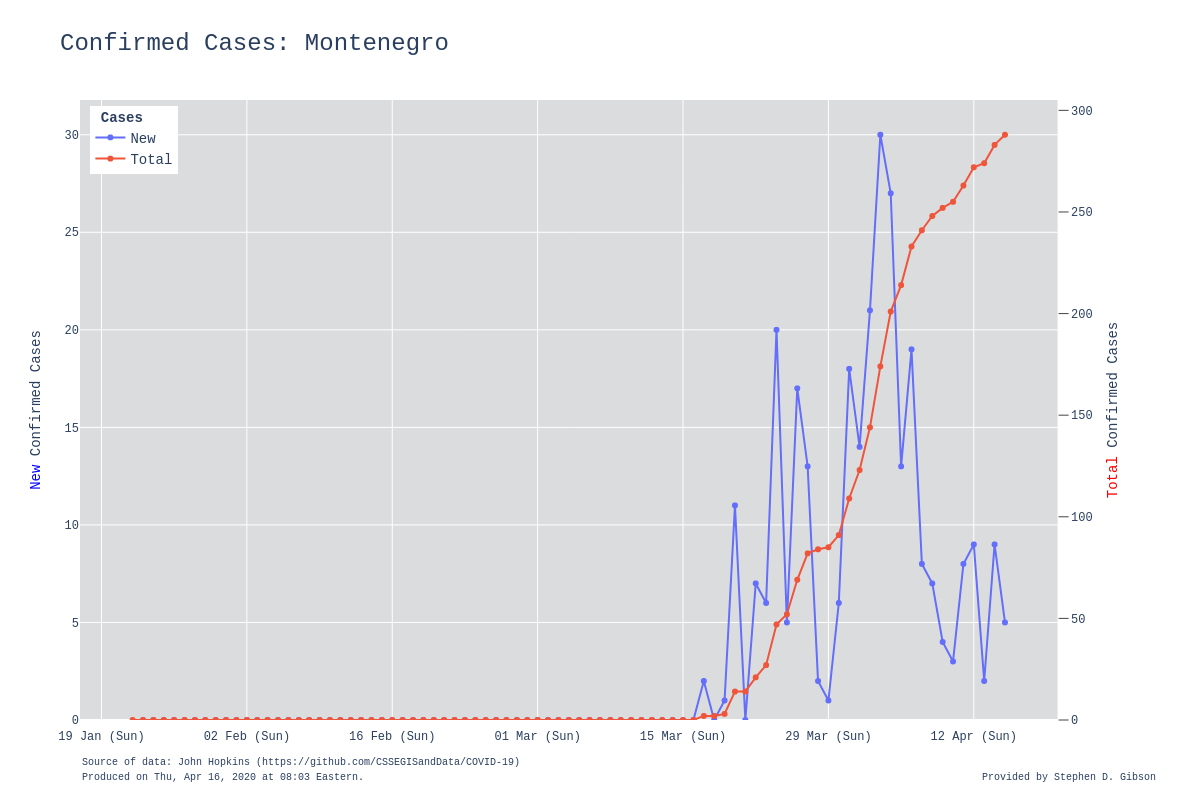 Confirmed Cases: Montenegro
Cases
New
Total
30
25
20
15
10
5
0
New Confirmed Cases
300
250
200
150
100
50
0
Total Confirmed Cases
19 Jan (Sun)
02 Feb (Sun)
16 Feb (Sun)
01 Mar (Sun)
15 Mar (Sun)
29 Mar (Sun)
12 Apr (Sun)
Source of data: John Hopkins (https://github.com/CSSEGISandData/COVID-19)
Produced on Thu, Apr 16, 2020 at 08:03 Eastern.
Provided by Stephen D. Gibson